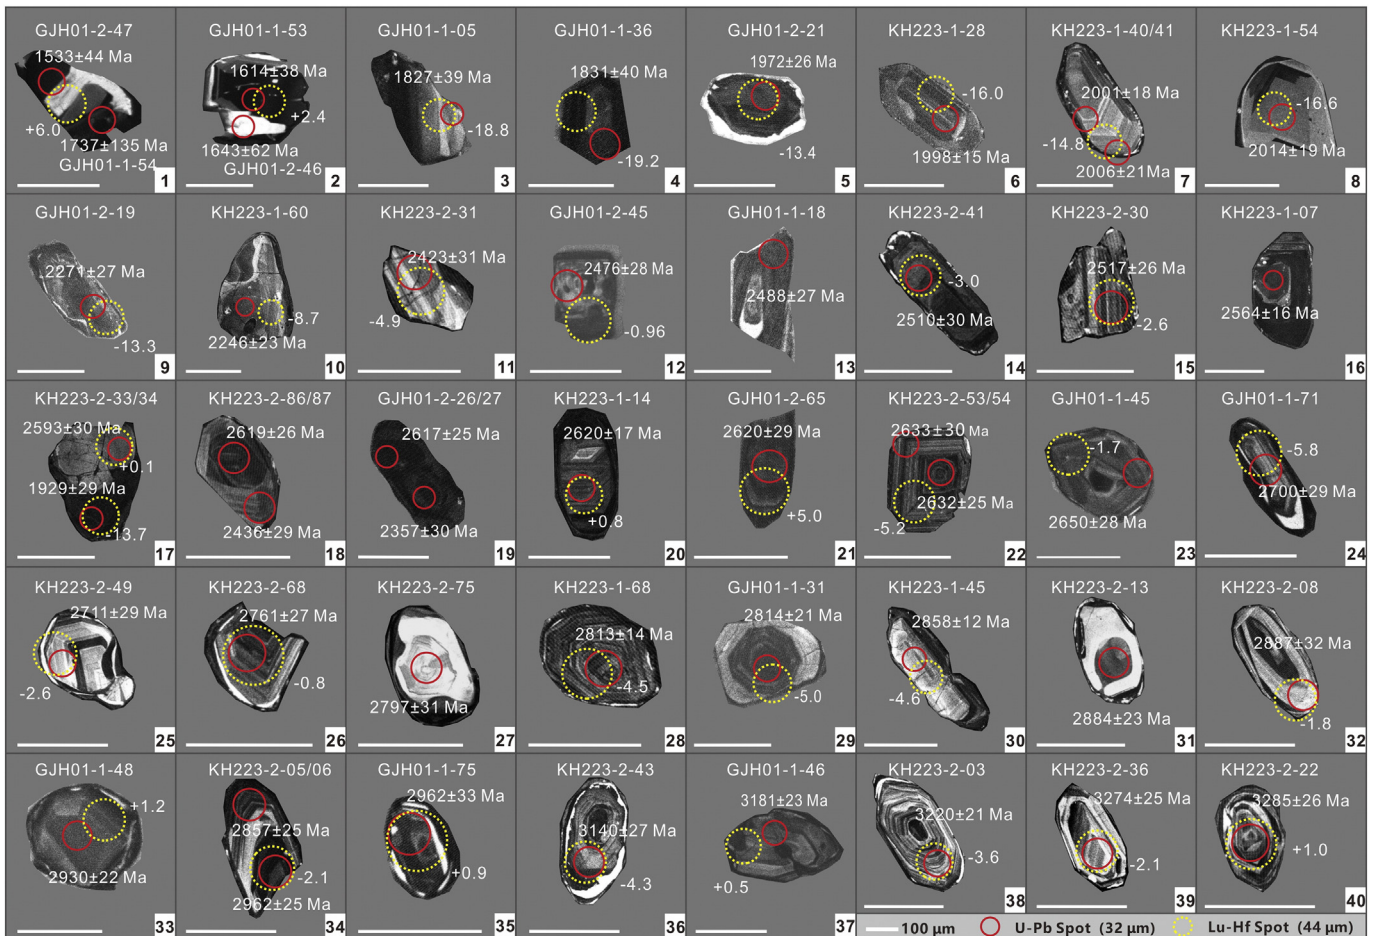 GJH01-2-47
1533±44 Ma
+6.0
1737±135 Ma
GJH01-1-54
1
GJH01-1-53
1614±38 Ma
+2.4
1643±62 Ma
GJH01-2-46
2
GJH01-1-05
1827±39 Ma
-18.8
3
GJH01-1-36
1831±40 Ma
-19.2
4
GJH01-2-21
1972±26 Ma
-13.4
5
KH223-1-28
-16.0
1998±15 Ma
6
KH223-1-40/41
2001±18 Ma
-14.8
2006±21Ma
7
KH223-1-54
-16.6
2014±19 Ma
8
GJH01-2-19
2271±27 Ma
-13.3
9
KH223-1-60
-8.7
2246±23 Ma
10
KH223-2-31
2423±31 Ma
-4.9
11
GJH01-2-45
2476±28 Ma
-0.96
12
GJH01-1-18
2488±27 Ma
13
KH223-2-41
-3.0
2510±30 Ma
14
KH223-2-30
2517±26 Ma
-2.6
15
KH223-1-07
2564±16 Ma
16
KH223-2-33/34
2593±30 Ma
+0.1
1929±29 Ma
-13.7
17
KH223-2-86/87
2619±26 Ma
2436±29 Ma
18
GJH01-2-26/27
2617±25 Ma
2357±30 Ma
19
KH223-1-14
2620±17 Ma
+0.8
20
GJH01-2-65
2620±29 Ma
+5.0
21
KH223-2-53/54
2633±30 Ma
2632±25 Ma
-5.2
22
GJH01-1-45
-1.7
2650±28 Ma
23
GJH01-1-71
-5.8
2700±29 Ma
24
KH223-2-49
2711±29 Ma
-2.6
25
KH223-2-68
2761±27 Ma
-0.8
26
KH223-2-75
2797±31 Ma
27
KH223-1-68
2813±14 Ma
-4.5
28
GJH01-1-31
2814±21 Ma
-5.0
29
KH223-1-45
2858±12 Ma
-4.6
30
KH223-2-13
2884±23 Ma
31
KH223-2-08
2887±32 Ma
-1.8
32
GJH01-1-48
+1.2
2930±22 Ma
33
KH223-2-05/06
2857±25 Ma
-2.1
2962±25 Ma
34
GJH01-1-75
2962±33 Ma
+0.9
35
KH223-2-43
3140±27 Ma
-4.3
36
GJH01-1-46
3181±23 Ma
+0.5
37
KH223-2-03
3220±21 Ma
-3.6
38
KH223-2-36
3274±25 Ma
-2.1
39
KH223-2-22
3285±26 Ma
+1.0
40
100 μm U-Pb Spot (32 μm) Lu-Hf Spot (44 μm)